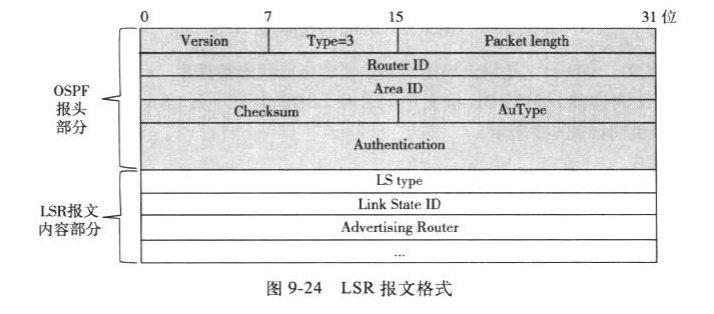 0 7 15 31 位
Version Type=3 Packet length
Router ID
Area ID
OSPF
报头
部分
Checksum AuType
Authentication
LS type
LSR报文
内容部分
Link State ID
Advertising Router
...
图 9-24 LSR 报文格式